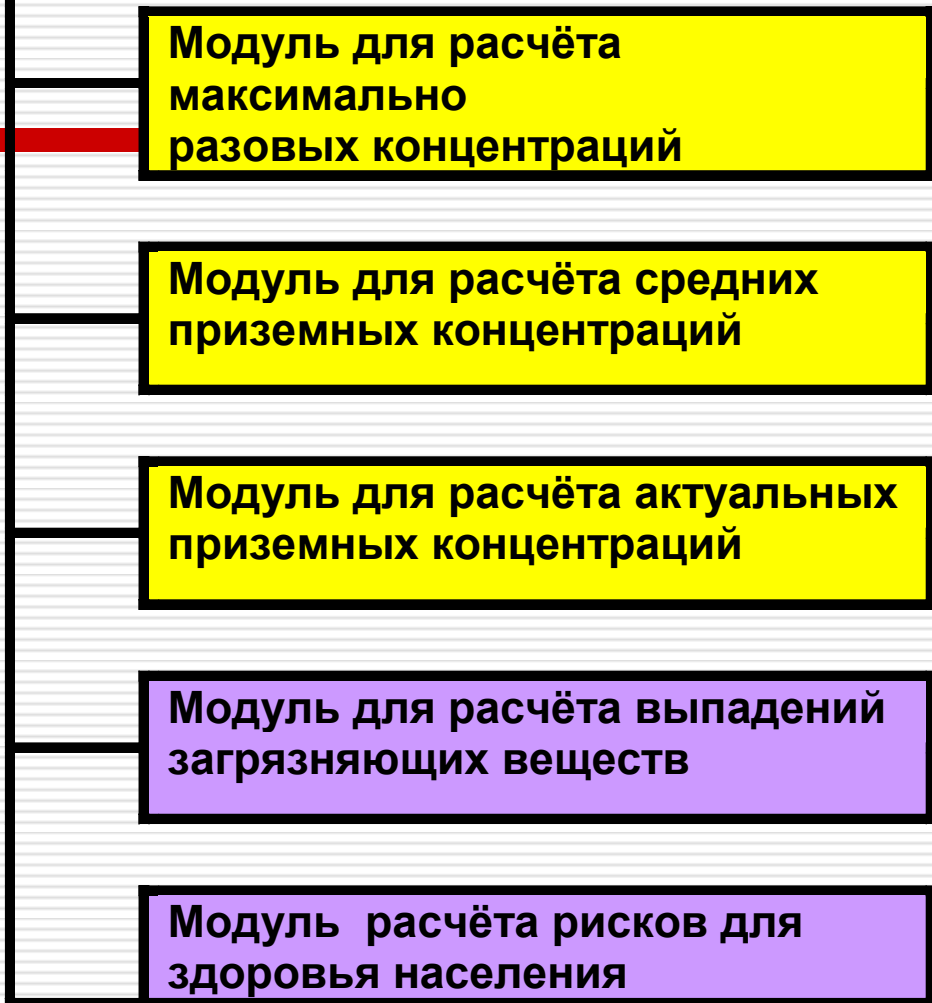 Модуль для расчёта
максимально
разовых концентраций
Модуль для расчёта средних
приземных концентраций
Модуль для расчёта актуальных
приземных концентраций
Модуль для расчёта выпадений
загрязняющих веществ
Модуль расчёта рисков для
здоровья населения